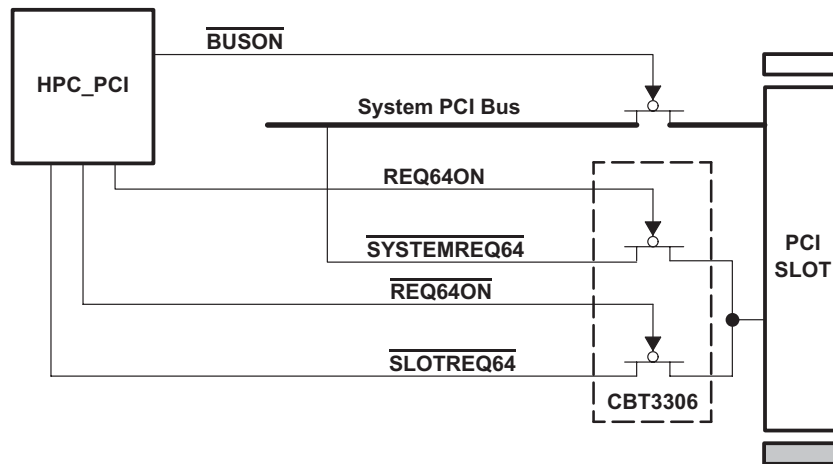 BUSON
HPC_PCI
System PCI Bus
REQ64ON
SYSTEMREQ64
PCI
SLOT
REQ64ON
SLOTREQ64
CBT3306